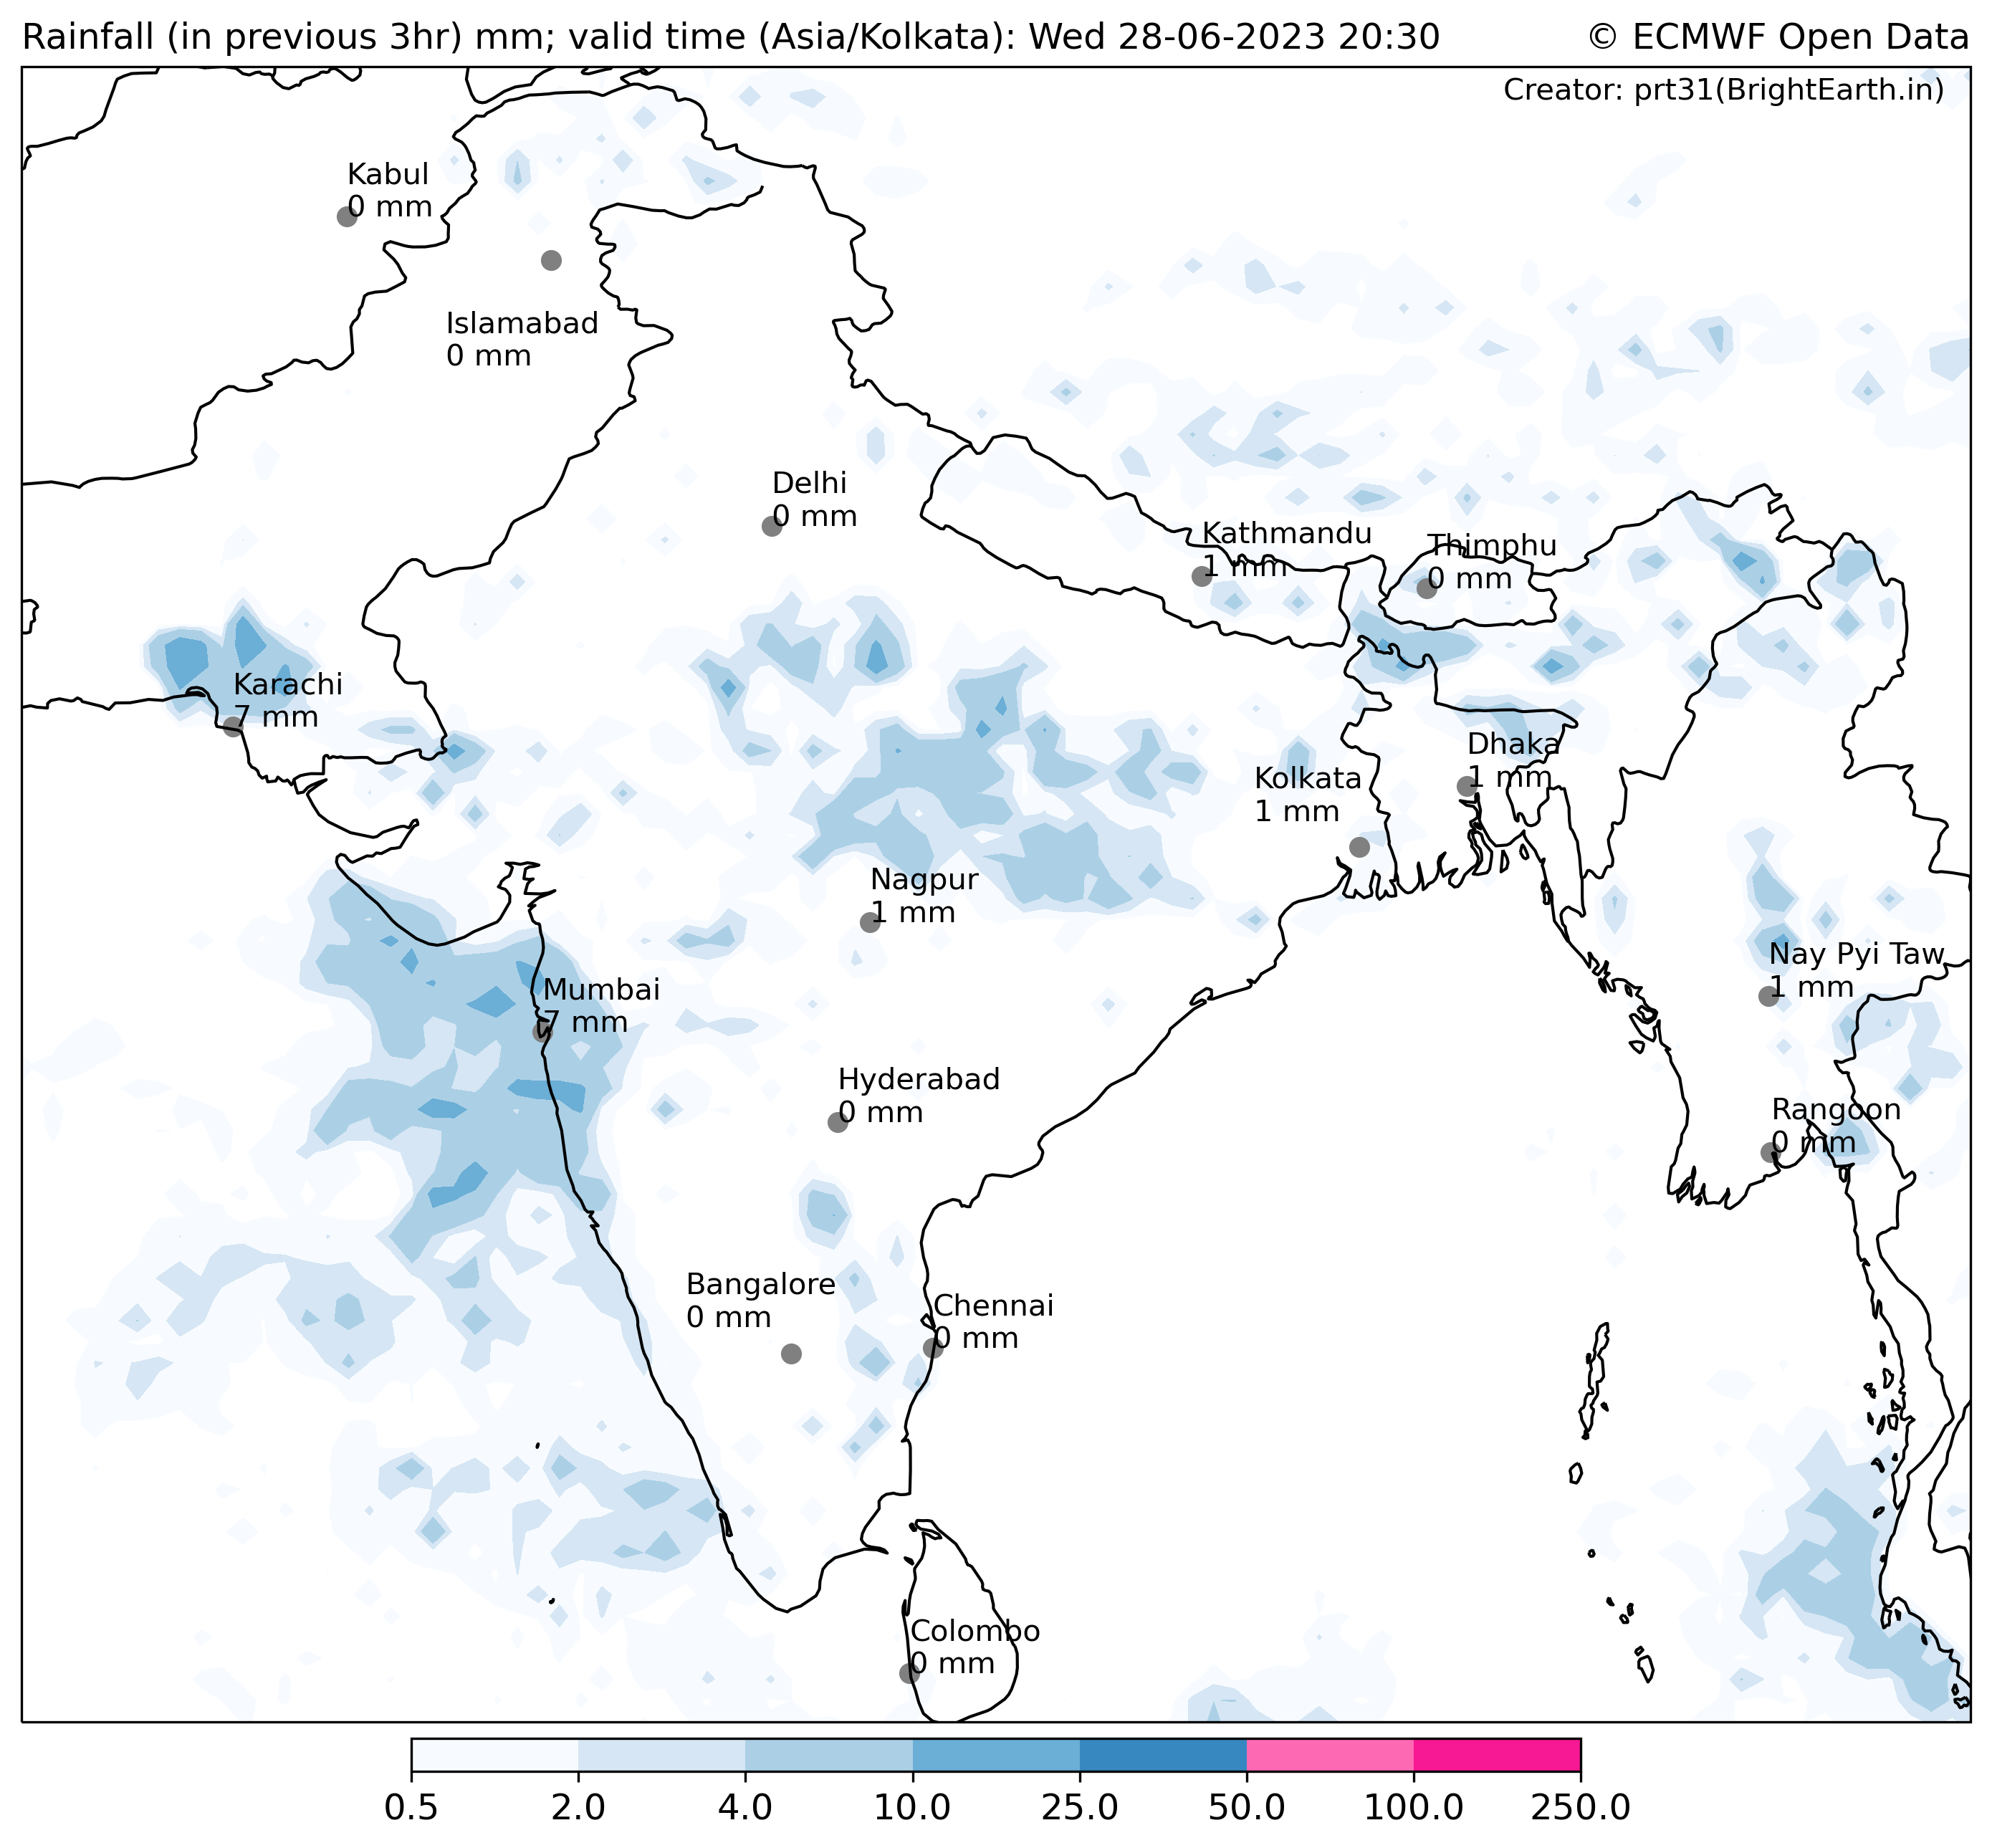 Rainfall (in previous 3hr) mm; valid time (Asia/Kolkata): Wed 28-06-2023 20:30
© ECMWF Open Data
Creator: prt31(BrightEarth.in)
Kabul
0 mm
Islamabad
0 mm
Delhi
0 mm
Kathmandu
1 mm
Thimphu
0 mm
Karachi
7 mm
Dhaka
1 mm
Kolkata
1 mm
Nagpur
1 mm
Nay Pyi Taw
1 mm
Mumbai
7 mm
Hyderabad
0 mm
Rangoon
0 mm
Bangalore
0 mm
Chennai
0 mm
Colombo
0 mm
0.5 2.0 4.0 10.0 25.0 50.0 100.0 250.0